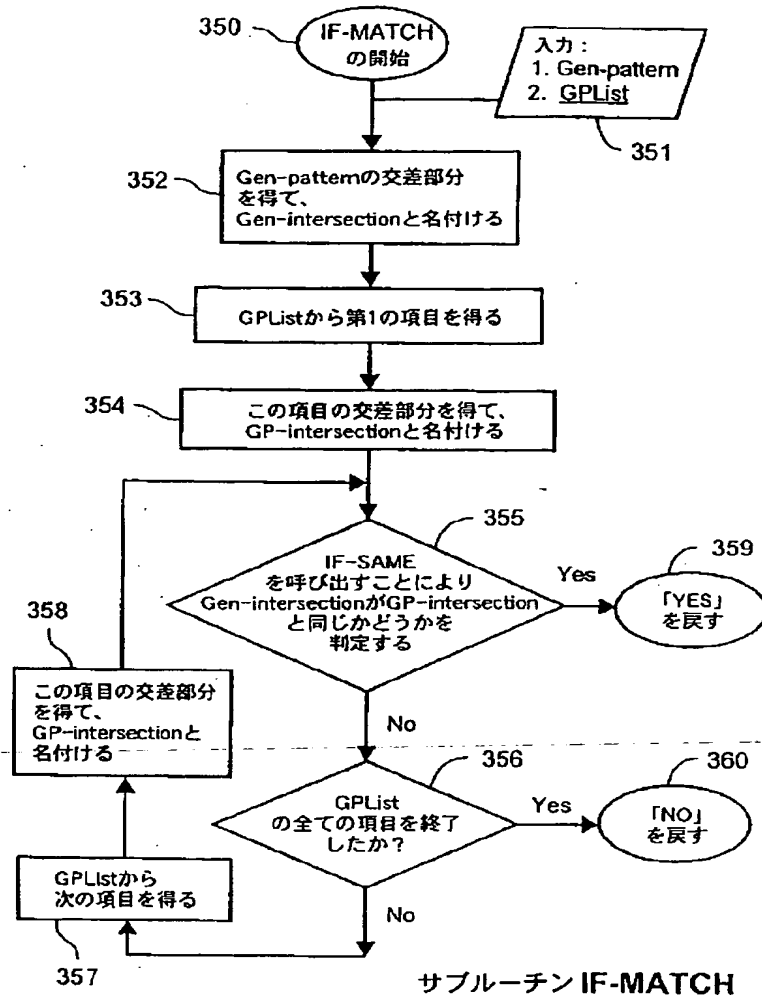 350
IF-MATCH
の開始
入力：
1. Gen-pattern
2. GPList
351
352
Gen-patternの交差部分
を得て、
Gen-intersectionと名付ける
353
GPListから第1の項目を得る
354
この項目の交差部分を得て、
GP-intersectionと名付ける
355
IF-SAME
を呼び出すことにより
Gen-intersectionがGP-intersection
と同じかどうかを
判定する
Yes
359
「YES」
を戻す
358
この項目の交差部分
を得て、
GP-intersectionと
名付ける
No
356
GPList
の全ての項目を終了
したか？
Yes
360
「NO」
を戻す
GPListから
次の項目を得る
357
No
サブルーチン IF-MATCH